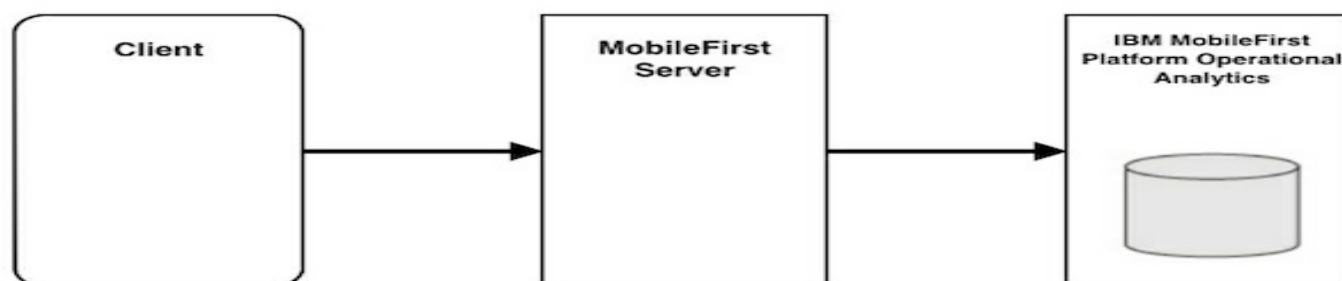 Client
MobileFirst
Server
IBM MobileFirst
Platform Operational
Analytics